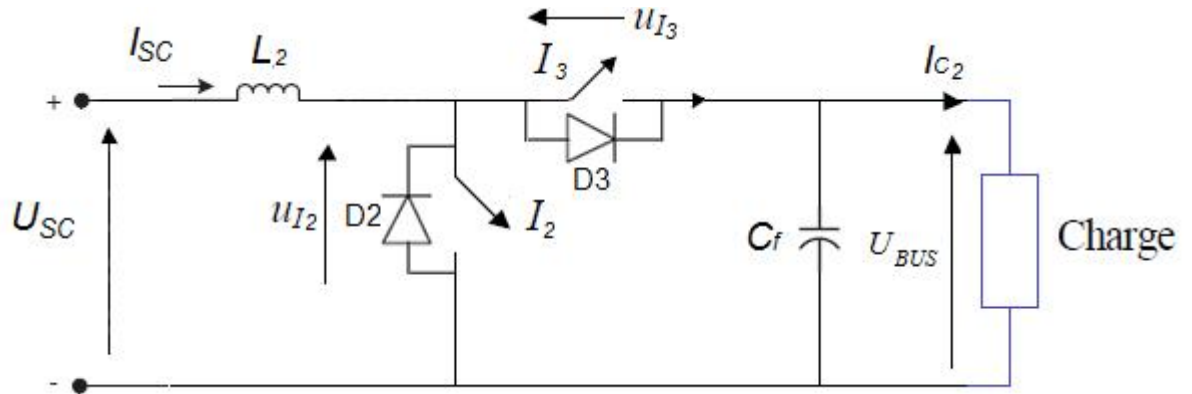 I_SC
L_2
I_3
u_I3
I_C2
+
D3
U_SC
u_I2
D2
I_2
C_f
U_BUS
Charge
-